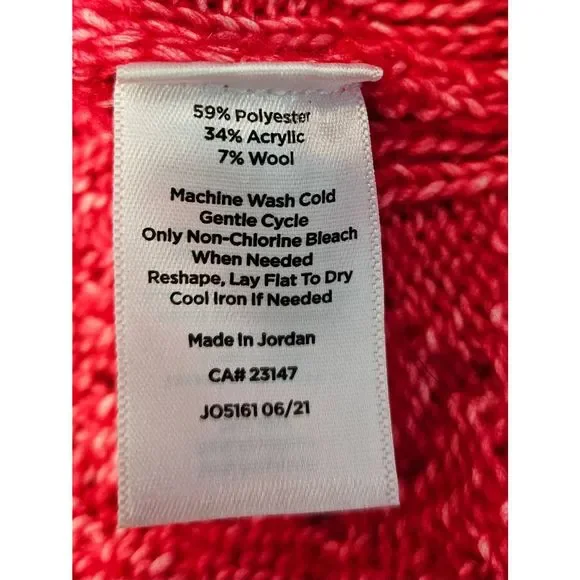 59% Polyester
34% Acrylic
7% Wool
Machine Wash Cold
Gentle Cycle
Only Non-Chlorine Bleach
When Needed
Reshape, Lay Flat To Dry
Cool Iron If Needed
Made In Jordan
CA# 23147
JO5161 06/21